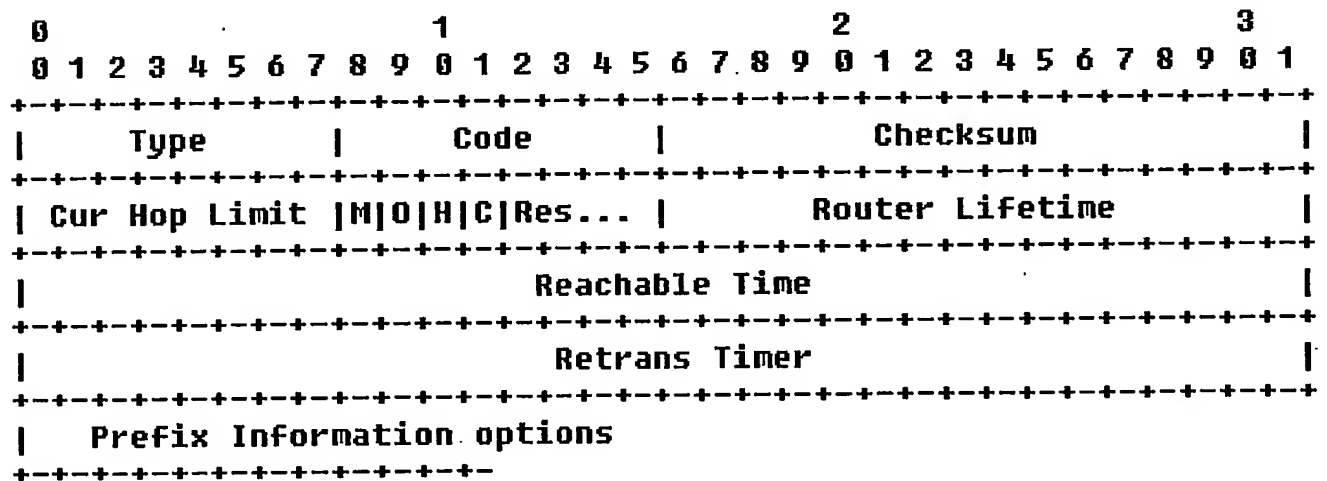 0                   1                   2                   3
0 1 2 3 4 5 6 7 8 9 0 1 2 3 4 5 6 7 8 9 0 1 2 3 4 5 6 7 8 9 0 1
+-+-+-+-+-+-+-+-+-+-+-+-+-+-+-+-+-+-+-+-+-+-+-+-+-+-+-+-+-+-+-+-+
| Type | Code | Checksum |
+-+-+-+-+-+-+-+-+-+-+-+-+-+-+-+-+-+-+-+-+-+-+-+-+-+-+-+-+-+-+-+-+
| Cur Hop Limit |M|O|H|C|Res... | Router Lifetime |
+-+-+-+-+-+-+-+-+-+-+-+-+-+-+-+-+-+-+-+-+-+-+-+-+-+-+-+-+-+-+-+-+
| Reachable Time |
+-+-+-+-+-+-+-+-+-+-+-+-+-+-+-+-+-+-+-+-+-+-+-+-+-+-+-+-+-+-+-+-+
| Retrans Timer |
+-+-+-+-+-+-+-+-+-+-+-+-+-+-+-+-+-+-+-+-+-+-+-+-+-+-+-+-+-+-+-+-+
| Prefix Information options
+-+-+-+-+-+-+-+-+-+-+-+-